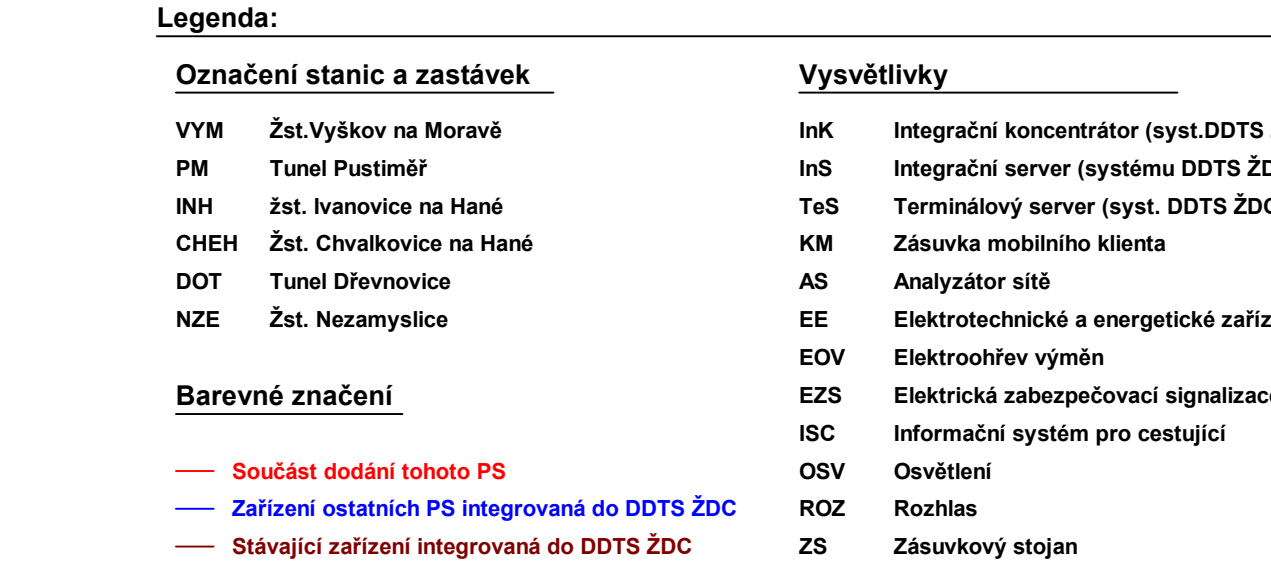 Legenda:
Označení stanic a zastávek
VYM Žst.Vyškov na Moravě
PM Tunel Pustiměř
INH žst. Ivanovice na Hané
CHEH Žst. Chvalkovice na Hané
DOT Tunel Dřevnovice
NZE Žst. Nezamyslice
Barevné značení
Součást dodání tohoto PS
Zařízení ostatních PS integrovaná do DDTS ŽDC
Stávající zařízení integrovaná do DDTS ŽDC
Vysvětlivky
InK Integrační koncentrátor (syst.DDTS
InS Integrační server (systému DDTS
TeS Terminálový server (syst. DDTS ŽDC
KM Zásuvka mobilního klienta
AS Analyzátor sítě
EE Elektrotechnické a energetické
EOV Elektroohřev výměn
EZS Elektrická zabezpečovací
ISC Informační systém pro cestující
OSV Osvětlení
ROZ Rozhlas
ZS Zásuvkový stojan